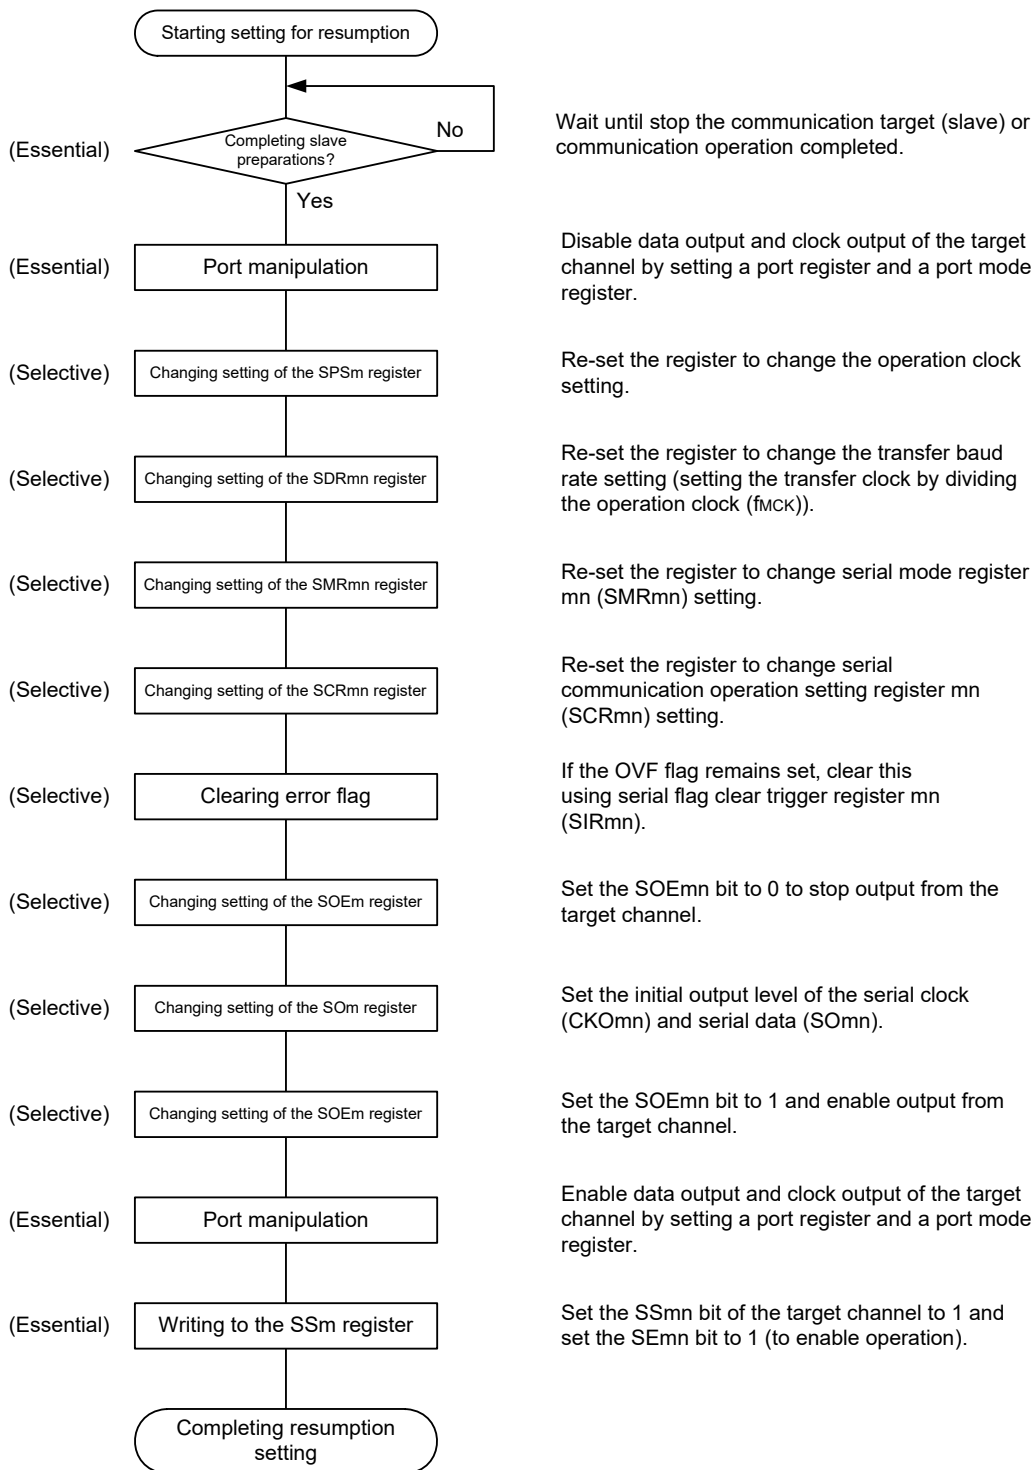 Starting setting for resumption
(Essential)
Completing slave
preparations?
No
Yes
Wait until stop the communication target (slave) or
communication operation completed.
(Essential)
Port manipulation
Disable data output and clock output of the target
channel by setting a port register and a port mode
register.
(Selective)
Changing setting of the SPSm register
Re-set the register to change the operation clock
setting.
(Selective)
Changing setting of the SDRmn register
Re-set the register to change the transfer baud
rate setting (setting the transfer clock by dividing
the operation clock (fMCK)).
(Selective)
Changing setting of the SMRmn register
Re-set the register to change serial mode register
mn (SMRmn) setting.
(Selective)
Changing setting of the SCRmn register
Re-set the register to change serial
communication operation setting register mn
(SCRmn) setting.
(Selective)
Clearing error flag
If the OVF flag remains set, clear this
using serial flag clear trigger register mn
(SIRmn).
(Selective)
Changing setting of the SOEm register
Set the SOEmn bit to 0 to stop output from the
target channel.
(Selective)
Changing setting of the SOm register
Set the initial output level of the serial clock
(CKOmn) and serial data (SOmn).
(Selective)
Changing setting of the SOEm register
Set the SOEmn bit to 1 and enable output from
the target channel.
(Essential)
Port manipulation
Enable data output and clock output of the target
channel by setting a port register and a port mode
register.
(Essential)
Writing to the SSm register
Set the SSmn bit of the target channel to 1 and
set the SEmn bit to 1 (to enable operation).
Completing resumption
setting